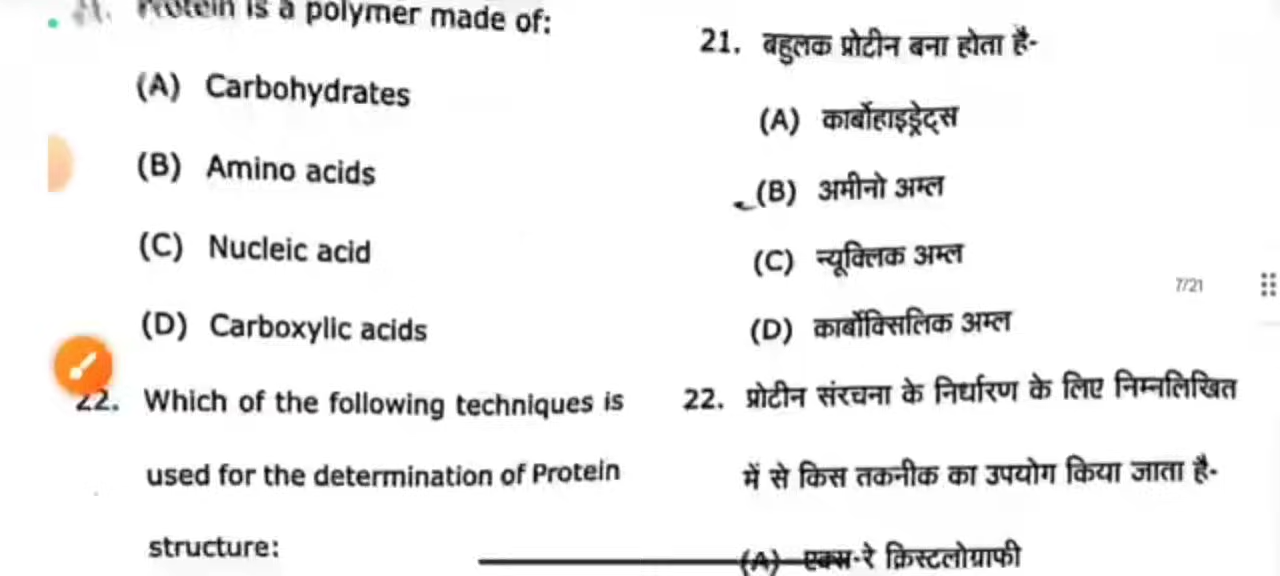 21. Protein is a polymer made of:
(A) Carbohydrates
(B) Amino acids
(C) Nucleic acid
(D) Carboxylic acids
22. Which of the following techniques is
used for the determination of Protein
structure:
21. बहुलक प्रोटीन बना होता है-
(A) कार्बोहाइड्रेट्स
(B) अमीनो अम्ल
(C) न्यूक्लिक अम्ल
(D) कार्बोक्सिलिक अम्ल
22. प्रोटीन संरचना के निर्धारण के लिए निम्नलिखित
में से किस तकनीक का उपयोग किया जाता है-
(A) एक्स-रे क्रिस्टलोग्राफी
7/21